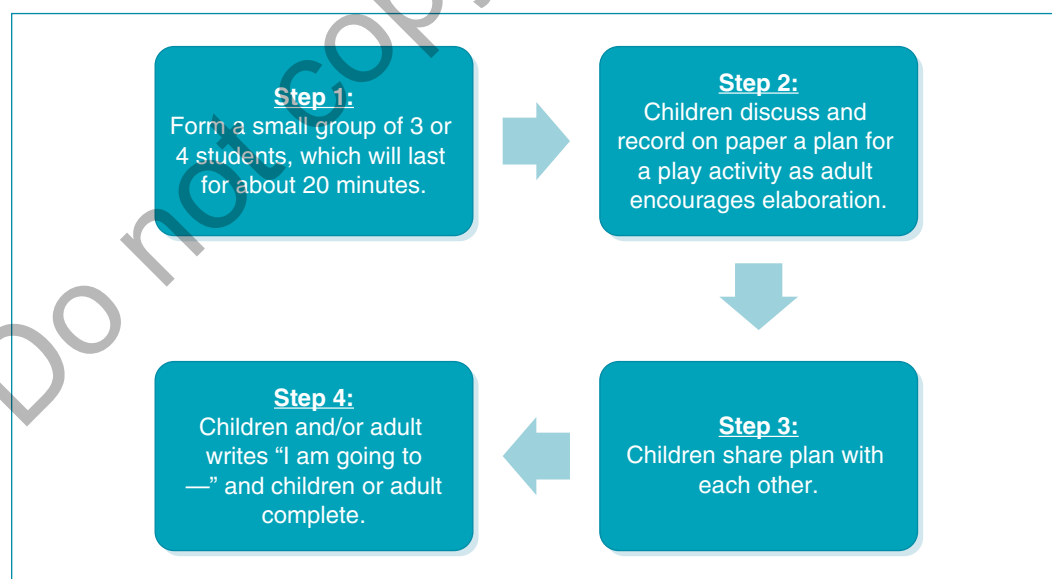 Step 1:
Form a small group of 3 or
4 students, which will last
for about 20 minutes.
Step 2:
Children discuss and
record on paper a plan for
a play activity as adult
encourages elaboration.
Step 3:
Children share plan with
each other.
Step 4:
Children and/or adult
writes “I am going to
—” and children or adult
complete.
Do not copy